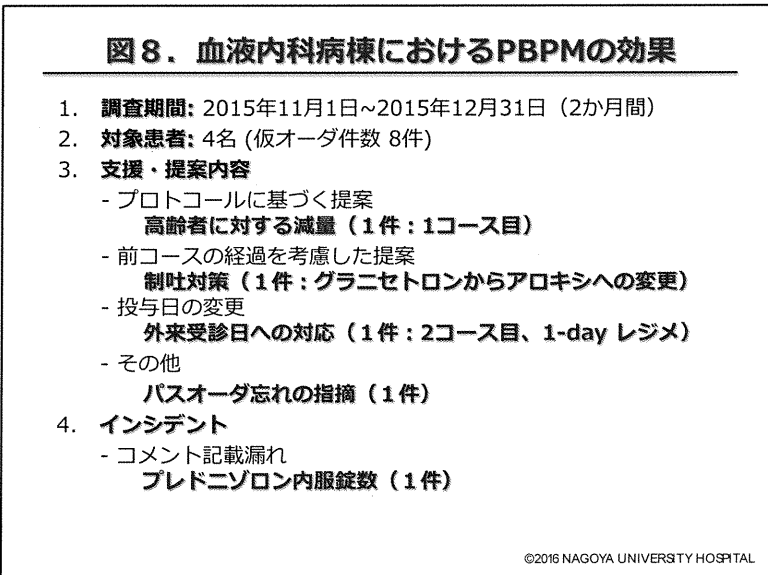 図８．血液内科病棟におけるPBPMの効果
1. 調査期間: 2015年11月1日~2015年12月31日（2か月間）
2. 対象患者: 4名 (仮オーダ件数 8件)
3. 支援・提案内容
- プロトコールに基づく提案
高齢者に対する減量（１件：1コース目）
- 前コースの経過を考慮した提案
制吐対策（１件：グラニセトロンからアロキシへの変更）
- 投与日の変更
外来受診日への対応（１件：2コース目、1-day レジメ）
- その他
パスオーダ忘れの指摘（１件）
4. インシデント
- コメント記載漏れ
プレドニゾロン内服錠数（１件）
©2016 NAGOYA UNIVERSITY HOSPITAL